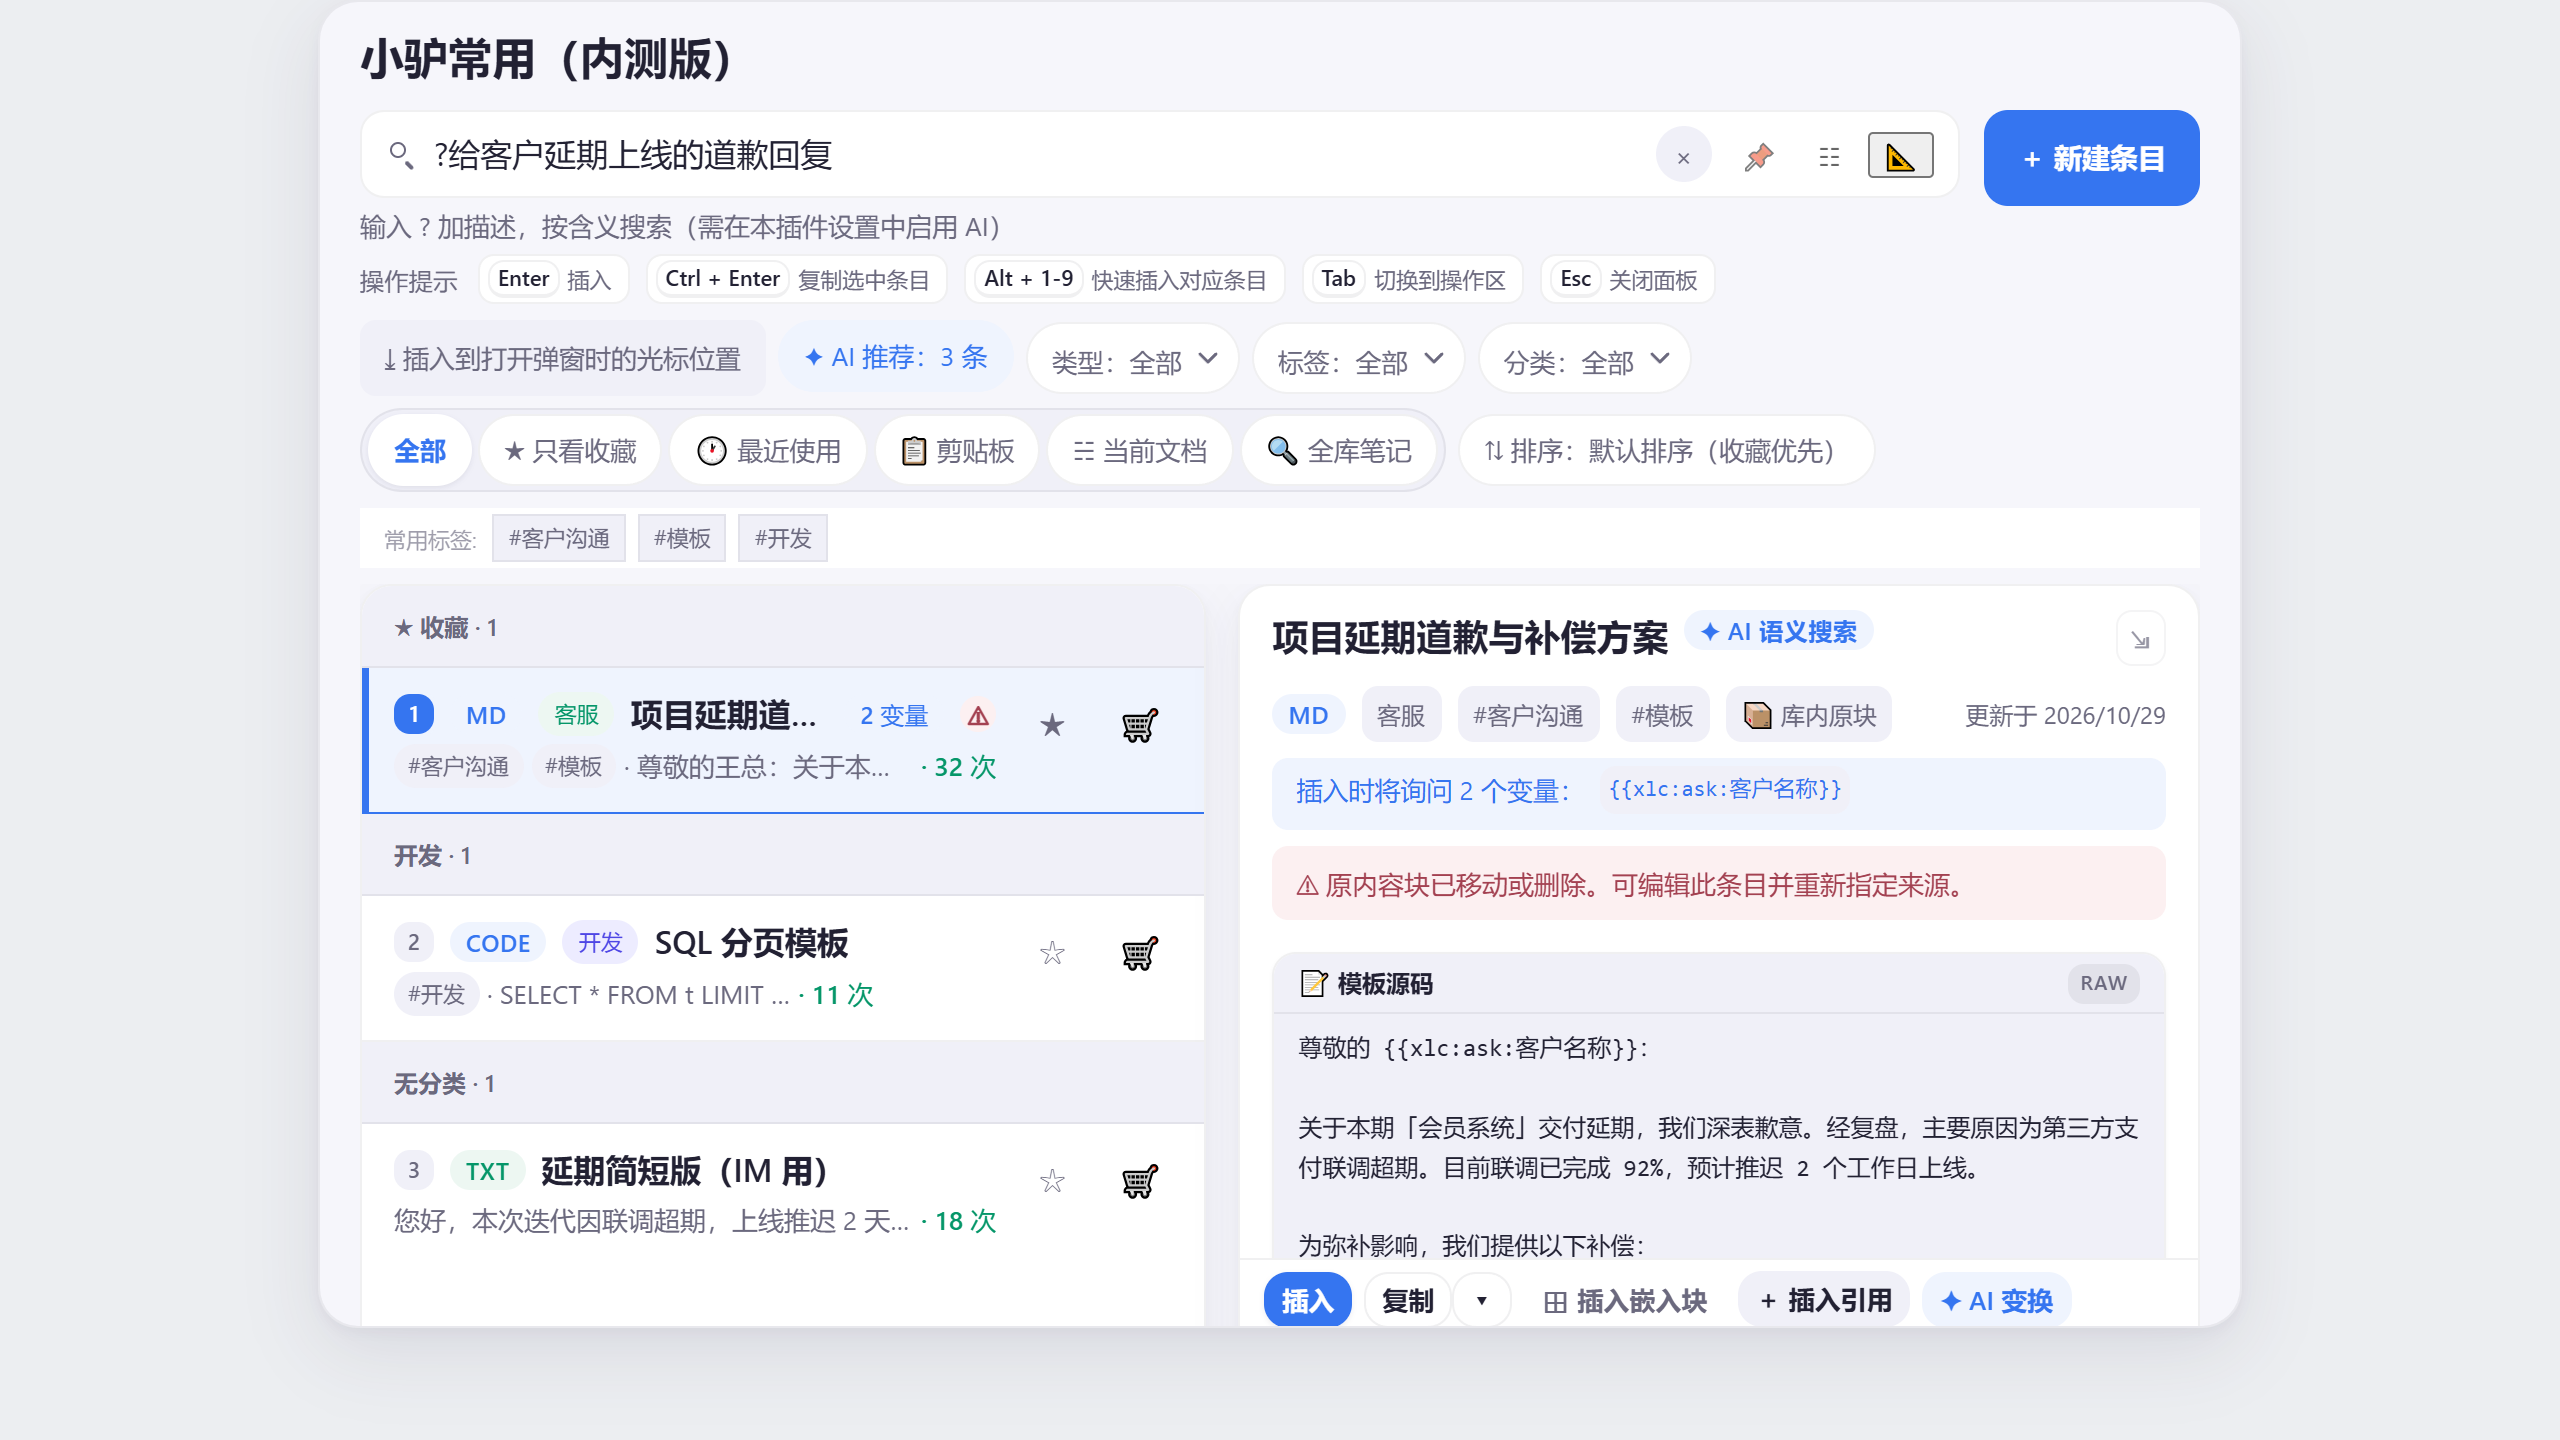 小驴常用（内测版）
?给客户延期上线的道歉回复
+ 新建条目
输入 ? 加描述，按含义搜索（需在本插件设置中启用 AI）
操作提示 Enter 插入 Ctrl + Enter 复制选中条目 Alt + 1-9 快速插入对应条目 Tab 切换到操作区 Esc 关闭面板
⤓插入到打开弹窗时的光标位置 ✦ AI 推荐：3 条 类型：全部 标签：全部 分类：全部
全部 ★ 只看收藏 🕐 最近使用 📋 剪贴板 ☵ 当前文档 🔍 全库笔记 ⇅ 排序：默认排序（收藏优先）
常用标签: #客户沟通 #模板 #开发
★ 收藏 · 1
1 MD 客服 项目延期道... 2 变量 ⚠ ★ 🛒
#客户沟通 #模板 · 尊敬的王总：关于本... · 32 次
开发 · 1
2 CODE 开发 SQL 分页模板 ☆ 🛒
#开发 · SELECT * FROM t LIMIT ... · 11 次
无分类 · 1
3 TXT 延期简短版（IM 用） ☆ 🛒
您好，本次迭代因联调超期，上线推迟 2 天... · 18 次
项目延期道歉与补偿方案 ✦ AI 语义搜索
MD 客服 #客户沟通 #模板 📦 库内原块 更新于 2026/10/29
插入时将询问 2 个变量： {{xlc:ask:客户名称}}
⚠ 原内容块已移动或删除。可编辑此条目并重新指定来源。
📝 模板源码 RAW
尊敬的 {{xlc:ask:客户名称}}：
关于本期「会员系统」交付延期，我们深表歉意。经复盘，主要原因为第三方支
付联调超期。目前联调已完成 92%，预计推迟 2 个工作日上线。
为弥补影响，我们提供以下补偿：
插入 复制 ▼ 田 插入嵌入块 + 插入引用 ✦ AI 变换